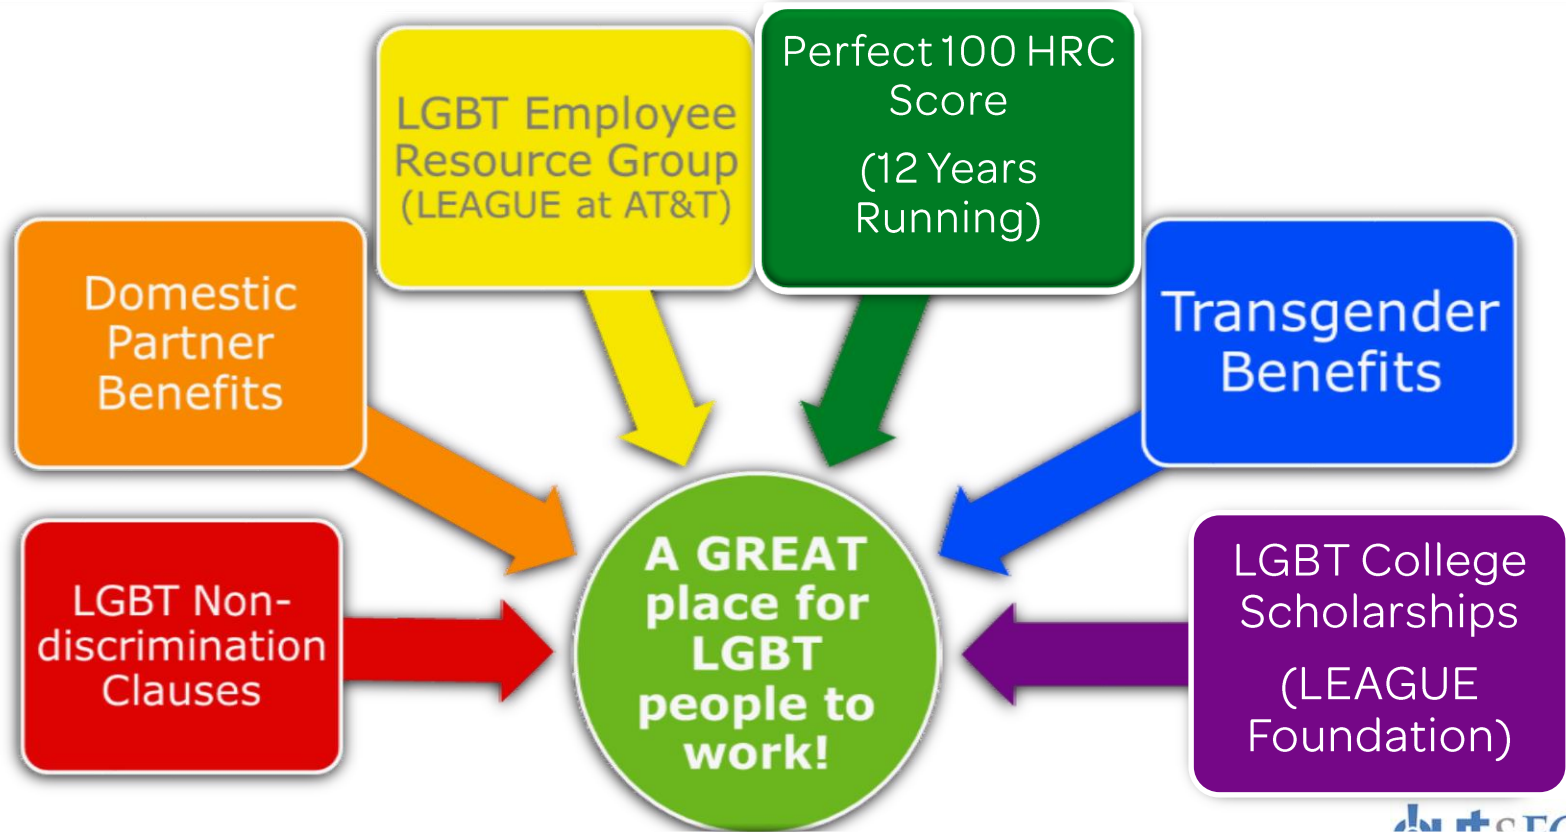 LGBT Non-
discrimination
Clauses
Domestic
Partner
Benefits
LGBT Employee
Resource Group
(LEAGUE at AT&T)
Perfect 100 HRC
Score
(12 Years
Running)
Transgender
Benefits
LGBT College
Scholarships
(LEAGUE
Foundation)
A GREAT
place for
LGBT
people to
work!